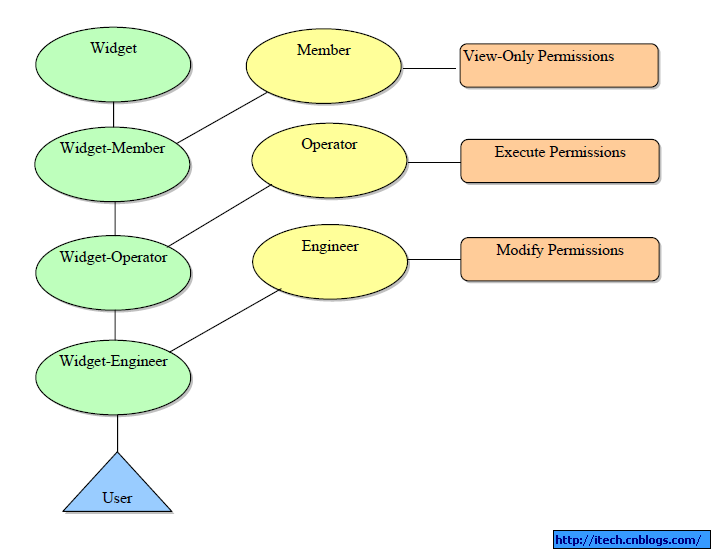 Widget
Member
View-Only Permissions
Widget-Member
Operator
Execute Permissions
Widget-Operator
Engineer
Modify Permissions
Widget-Engineer
User
http://itech.cnblogs.com/